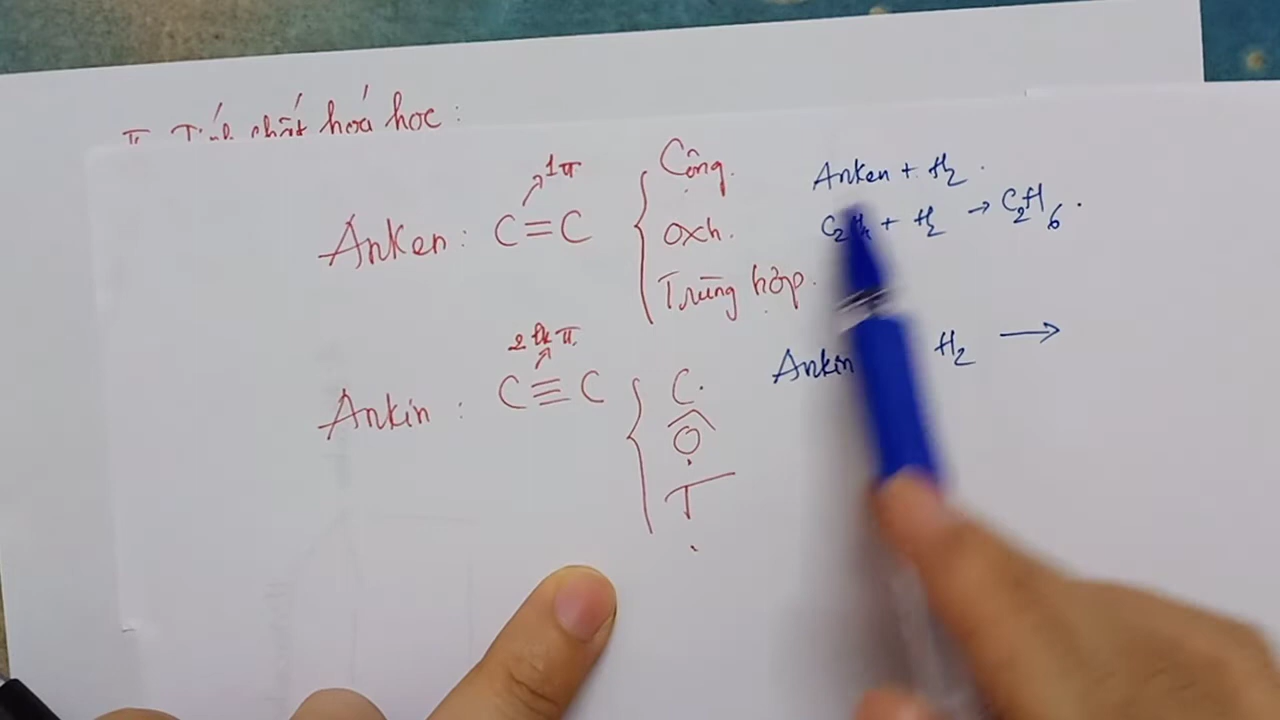 Tính chất hoá học:
Anken: C=C
1π
Cộng.
oxh.
Trùng hợp.
Anken + H2.
C2H4 + H2 → C2H6.
Ankin: C≡C
2 lk π
C.
O
T
Ankin H2 →